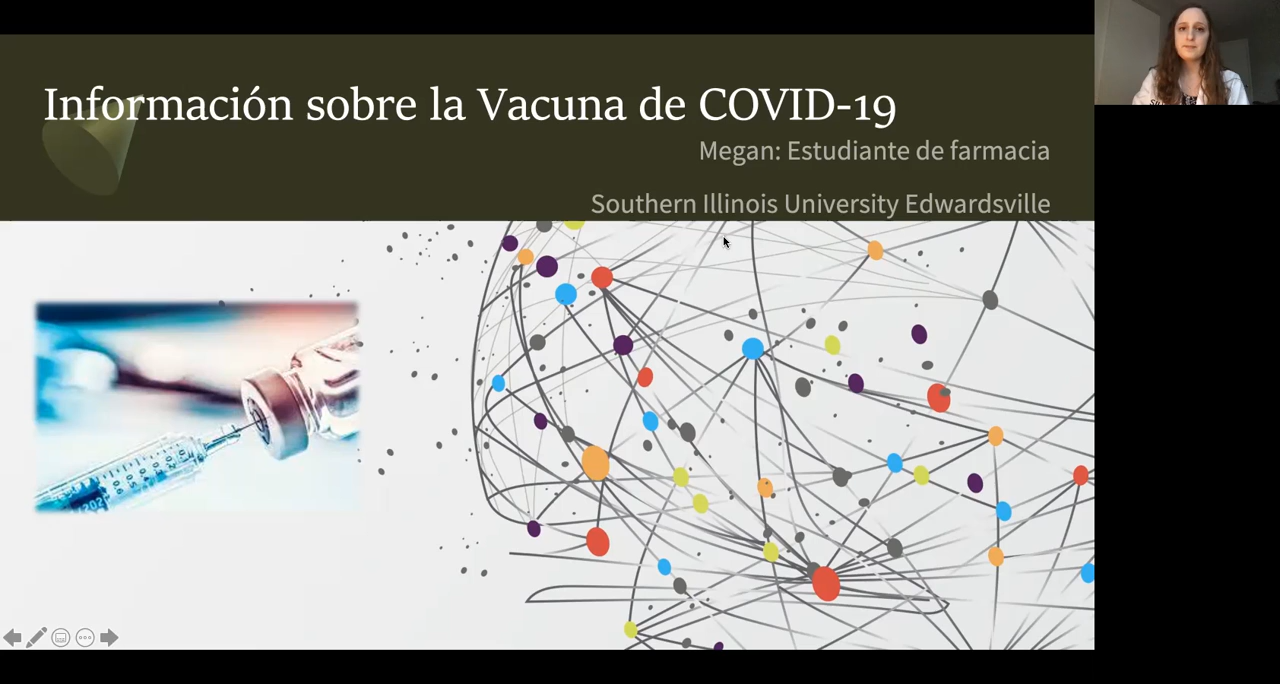 Información sobre la Vacuna de COVID-19
Megan: Estudiante de farmacia
Southern Illinois University Edwardsville